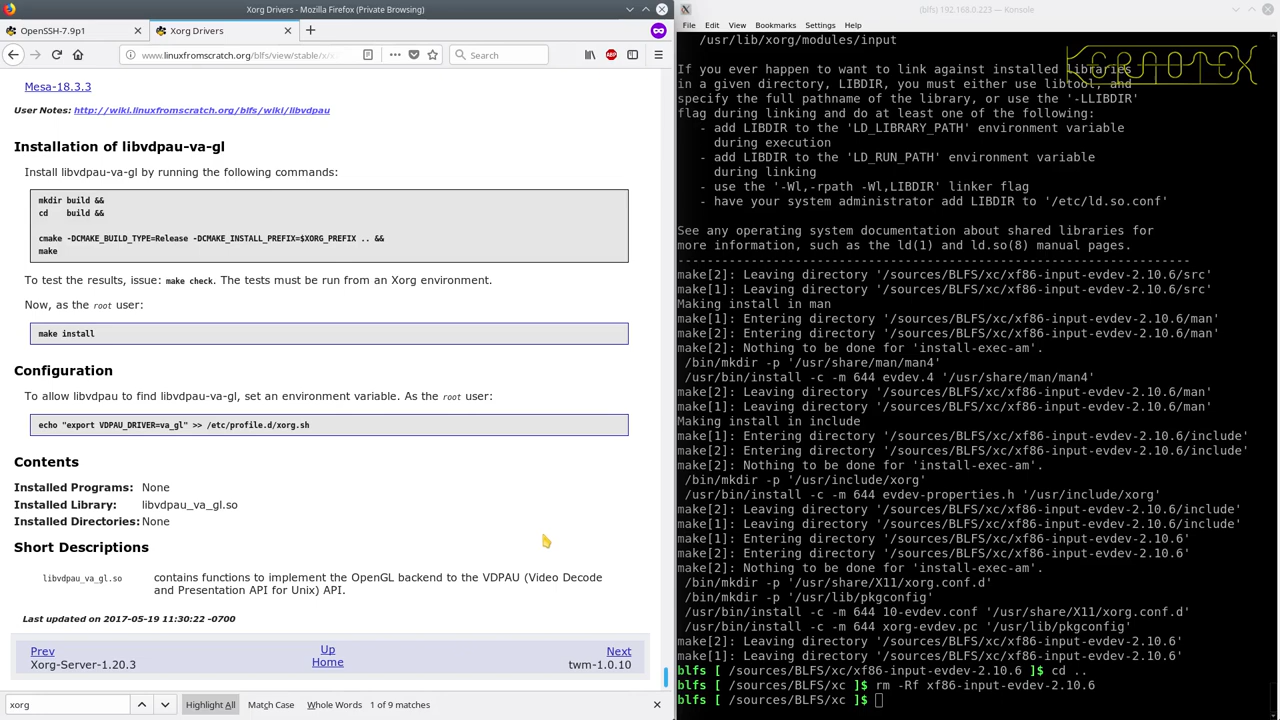 Xorg Drivers - Mozilla Firefox (Private Browsing)
OpenSSH-7.9p1
Xorg Drivers
www.linuxfromscratch.org/blfs/view/stable/x/x
Search
Mesa-18.3.3
User Notes: http://wiki.linuxfromscratch.org/blfs/wiki/libvdpau
Installation of libvdpau-va-gl
Install libvdpau-va-gl by running the following commands:
mkdir build &&
cd    build &&
cmake -DCMAKE_BUILD_TYPE=Release -DCMAKE_INSTALL_PREFIX=$XORG_PREFIX .. &&
make
To test the results, issue: make check. The tests must be run from an Xorg environment.
Now, as the root user:
make install
Configuration
To allow libvdpau to find libvdpau-va-gl, set an environment variable. As the root user:
echo "export VDPAU_DRIVER=va_gl" >> /etc/profile.d/xorg.sh
Contents
Installed Programs: None
Installed Library: libvdpau_va_gl.so
Installed Directories: None
Short Descriptions
libvdpau_va_gl.so contains functions to implement the OpenGL backend to the VDPAU (Video Decode
and Presentation API for Unix) API.
Last updated on 2017-05-19 11:30:22 -0700
Prev Up Next
Xorg-Server-1.20.3 Home twm-1.0.10
xorg Highlight All Match Case Whole Words 1 of 9 matches
(blfs) 192.168.0.223 — Konsole
File Edit View Bookmarks Settings Help
/usr/lib/xorg/modules/input
If you ever happen to want to link against installed libraries
in a given directory, LIBDIR, you must either use libtool, and
specify the full pathname of the library, or use the '-LLIBDIR'
flag during linking and do at least one of the following:
- add LIBDIR to the 'LD_LIBRARY_PATH' environment variable
during execution
- add LIBDIR to the 'LD_RUN_PATH' environment variable
during linking
- use the '-Wl,-rpath -Wl,LIBDIR' linker flag
- have your system administrator add LIBDIR to '/etc/ld.so.conf'
See any operating system documentation about shared libraries for
more information, such as the ld(1) and ld.so(8) manual pages.
----------------------------------------------------------------------
make[2]: Leaving directory '/sources/BLFS/xc/xf86-input-evdev-2.10.6/src'
make[1]: Leaving directory '/sources/BLFS/xc/xf86-input-evdev-2.10.6/src'
Making install in man
make[1]: Entering directory '/sources/BLFS/xc/xf86-input-evdev-2.10.6/man'
make[2]: Entering directory '/sources/BLFS/xc/xf86-input-evdev-2.10.6/man'
make[2]: Nothing to be done for 'install-exec-am'.
/bin/mkdir -p '/usr/share/man/man4'
/usr/bin/install -c -m 644 evdev.4 '/usr/share/man/man4'
make[2]: Leaving directory '/sources/BLFS/xc/xf86-input-evdev-2.10.6/man'
make[1]: Leaving directory '/sources/BLFS/xc/xf86-input-evdev-2.10.6/man'
Making install in include
make[1]: Entering directory '/sources/BLFS/xc/xf86-input-evdev-2.10.6/include'
make[2]: Entering directory '/sources/BLFS/xc/xf86-input-evdev-2.10.6/include'
make[2]: Nothing to be done for 'install-exec-am'.
/bin/mkdir -p '/usr/include/xorg'
/usr/bin/install -c -m 644 evdev-properties.h '/usr/include/xorg'
make[2]: Leaving directory '/sources/BLFS/xc/xf86-input-evdev-2.10.6/include'
make[1]: Leaving directory '/sources/BLFS/xc/xf86-input-evdev-2.10.6/include'
make[1]: Entering directory '/sources/BLFS/xc/xf86-input-evdev-2.10.6'
make[2]: Entering directory '/sources/BLFS/xc/xf86-input-evdev-2.10.6'
make[2]: Nothing to be done for 'install-exec-am'.
/bin/mkdir -p '/usr/share/X11/xorg.conf.d'
/bin/mkdir -p '/usr/lib/pkgconfig'
/usr/bin/install -c -m 644 10-evdev.conf '/usr/share/X11/xorg.conf.d'
/usr/bin/install -c -m 644 xorg-evdev.pc '/usr/lib/pkgconfig'
make[2]: Leaving directory '/sources/BLFS/xc/xf86-input-evdev-2.10.6'
make[1]: Leaving directory '/sources/BLFS/xc/xf86-input-evdev-2.10.6'
blfs [ /sources/BLFS/xc/xf86-input-evdev-2.10.6 ]$ cd ..
blfs [ /sources/BLFS/xc ]$ rm -Rf xf86-input-evdev-2.10.6
blfs [ /sources/BLFS/xc ]$